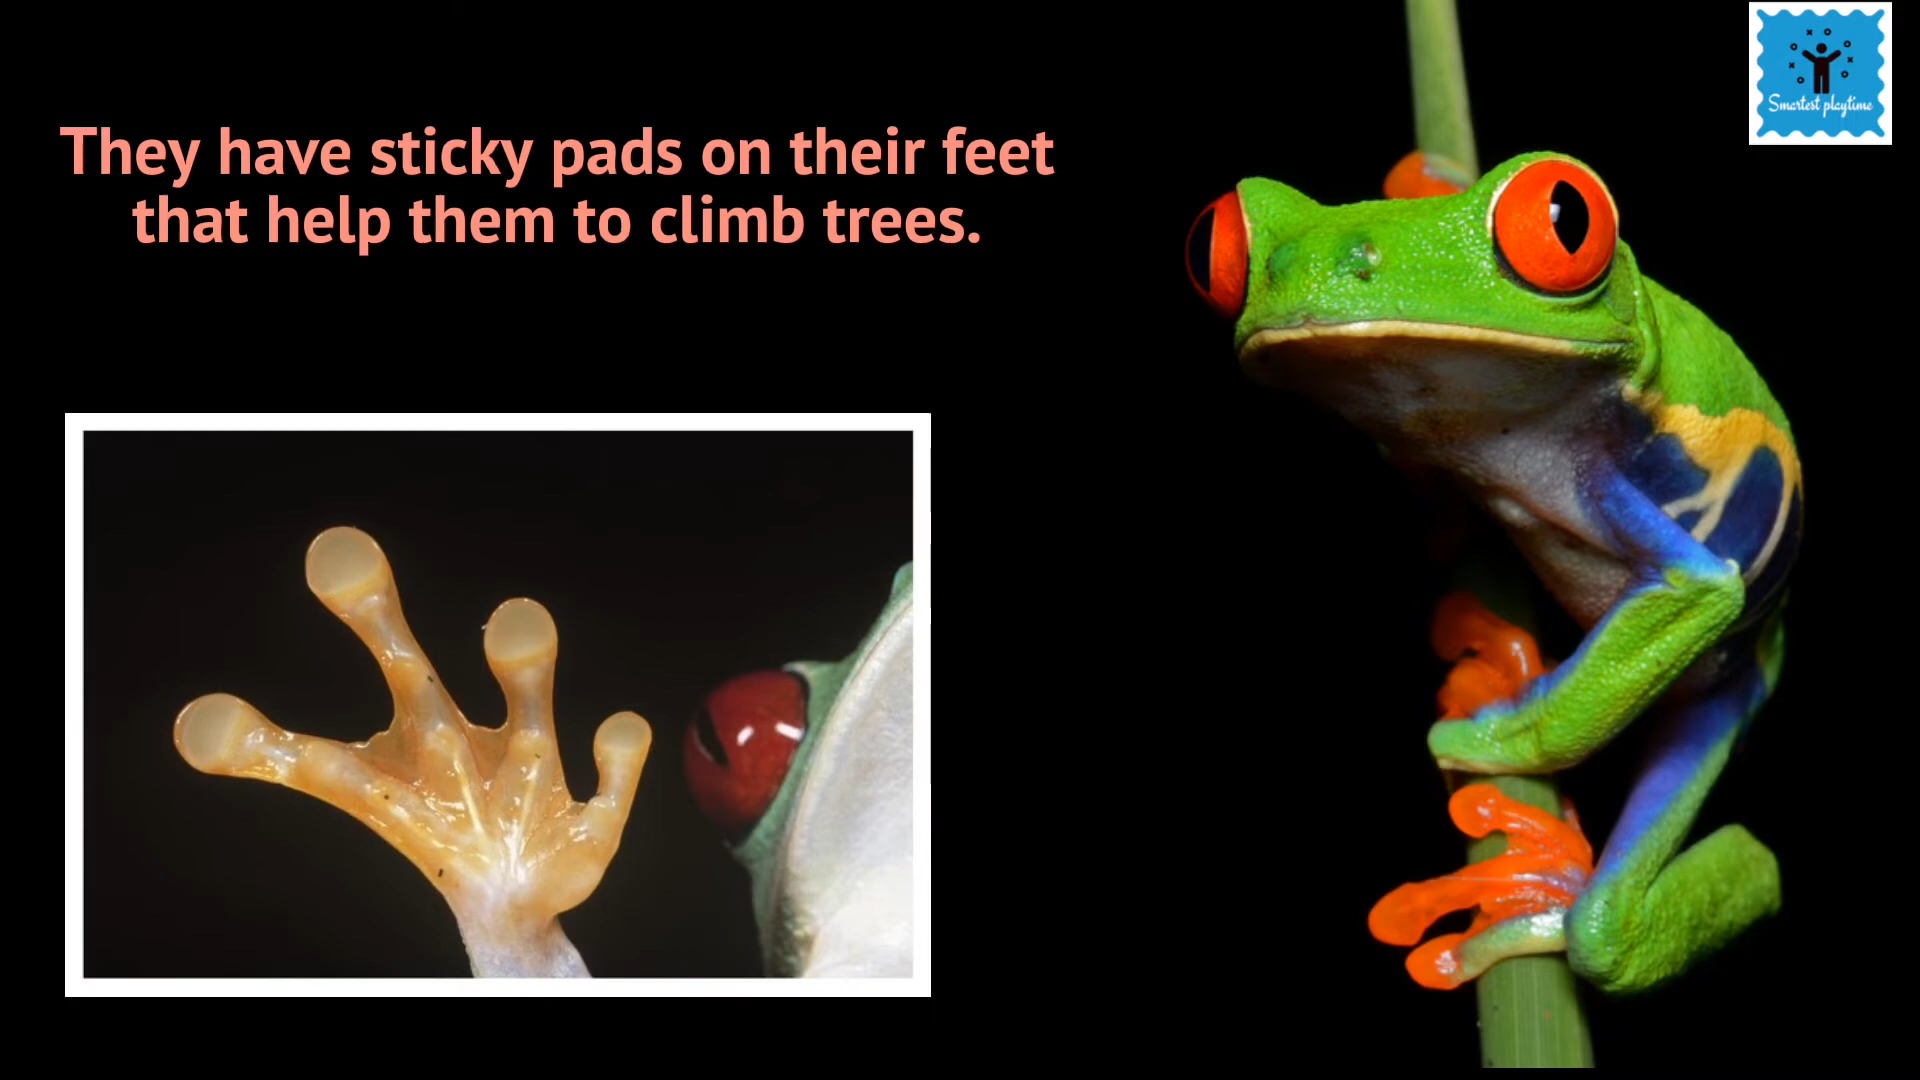 They have sticky pads on their feet
that help them to climb trees.
Smartest playtime